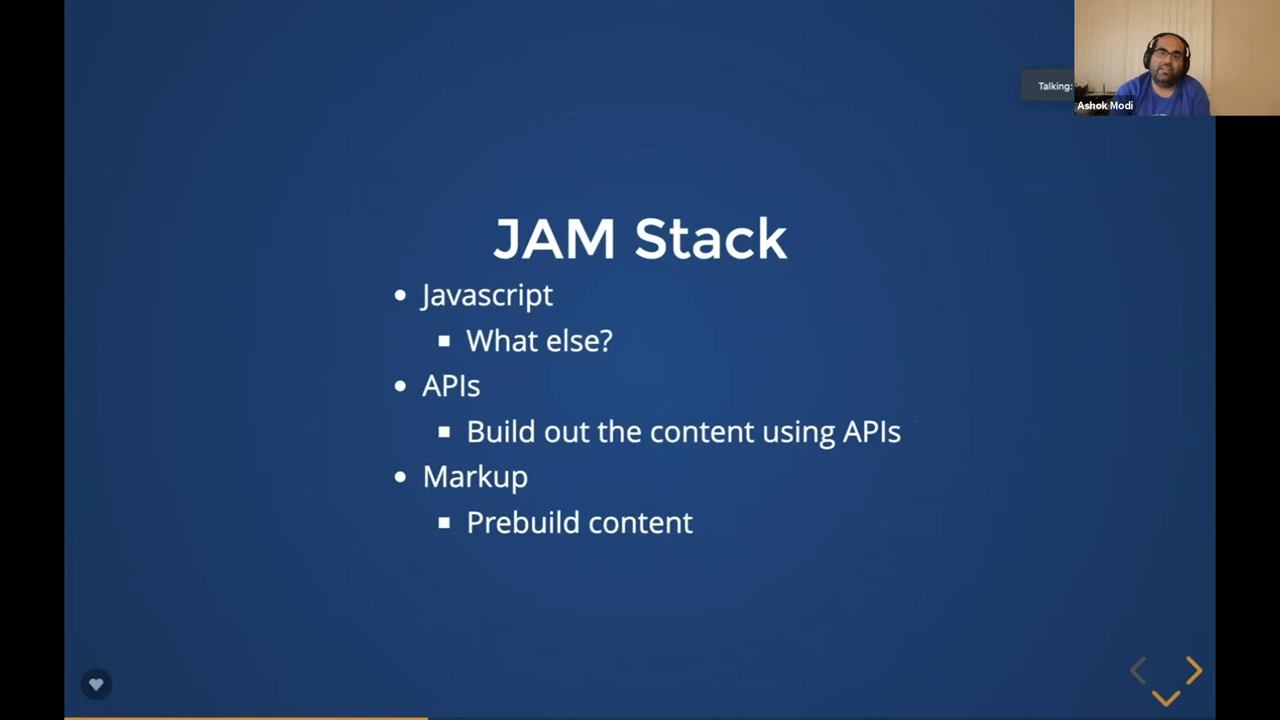 Talking:
Ashok Modi
JAM Stack
Javascript
What else?
APIs
Build out the content using APIs
Markup
Prebuild content